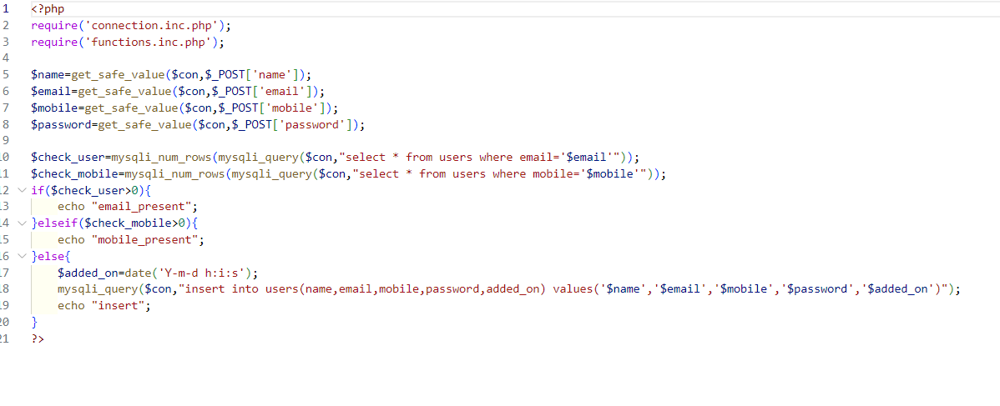 1 <?php
2 require('connection.inc.php');
3 require('functions.inc.php');
4
5 $name=get_safe_value($con,$_POST['name']);
6 $email=get_safe_value($con,$_POST['email']);
7 $mobile=get_safe_value($con,$_POST['mobile']);
8 $password=get_safe_value($con,$_POST['password']);
9
10 $check_user=mysqli_num_rows(mysqli_query($con,"select * from users where email='$email'"));
11 $check_mobile=mysqli_num_rows(mysqli_query($con,"select * from users where mobile='$mobile'"));
12 if($check_user>0){
13     echo "email_present";
14 }elseif($check_mobile>0){
15     echo "mobile_present";
16 }else{
17     $added_on=date('Y-m-d h:i:s');
18     mysqli_query($con,"insert into users(name,email,mobile,password,added_on) values('$name','$email','$mobile','$password','$added_on')");
19     echo "insert";
20 }
21 ?>